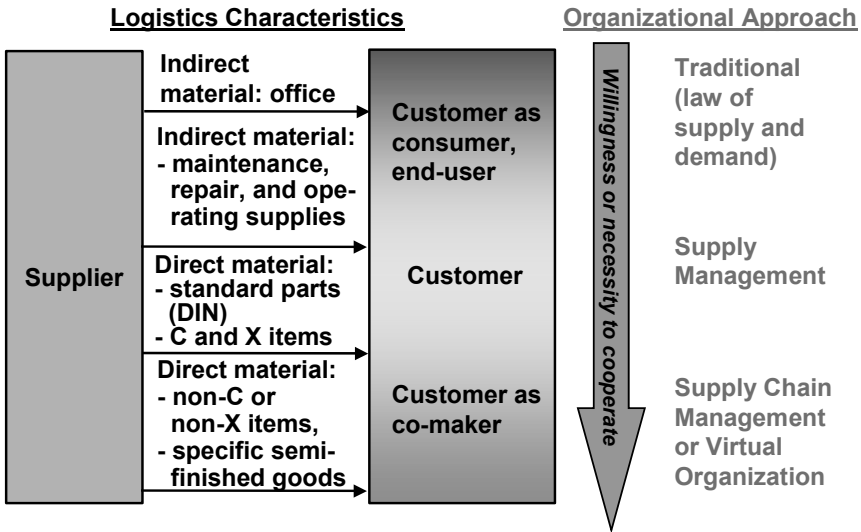 Logistics Characteristics
Organizational Approach
Supplier
Indirect
material: office
Indirect material:
- maintenance,
repair, and ope-
rating supplies
Direct material:
- standard parts
(DIN)
- C and X items
Direct material:
- non-C or
non-X items,
- specific semi-
finished goods
Customer as
consumer,
end-user
Customer
Customer as
co-maker
Willingness or necessity to cooperate
Traditional
(law of
supply and
demand)
Supply
Management
Supply Chain
Management
or Virtual
Organization